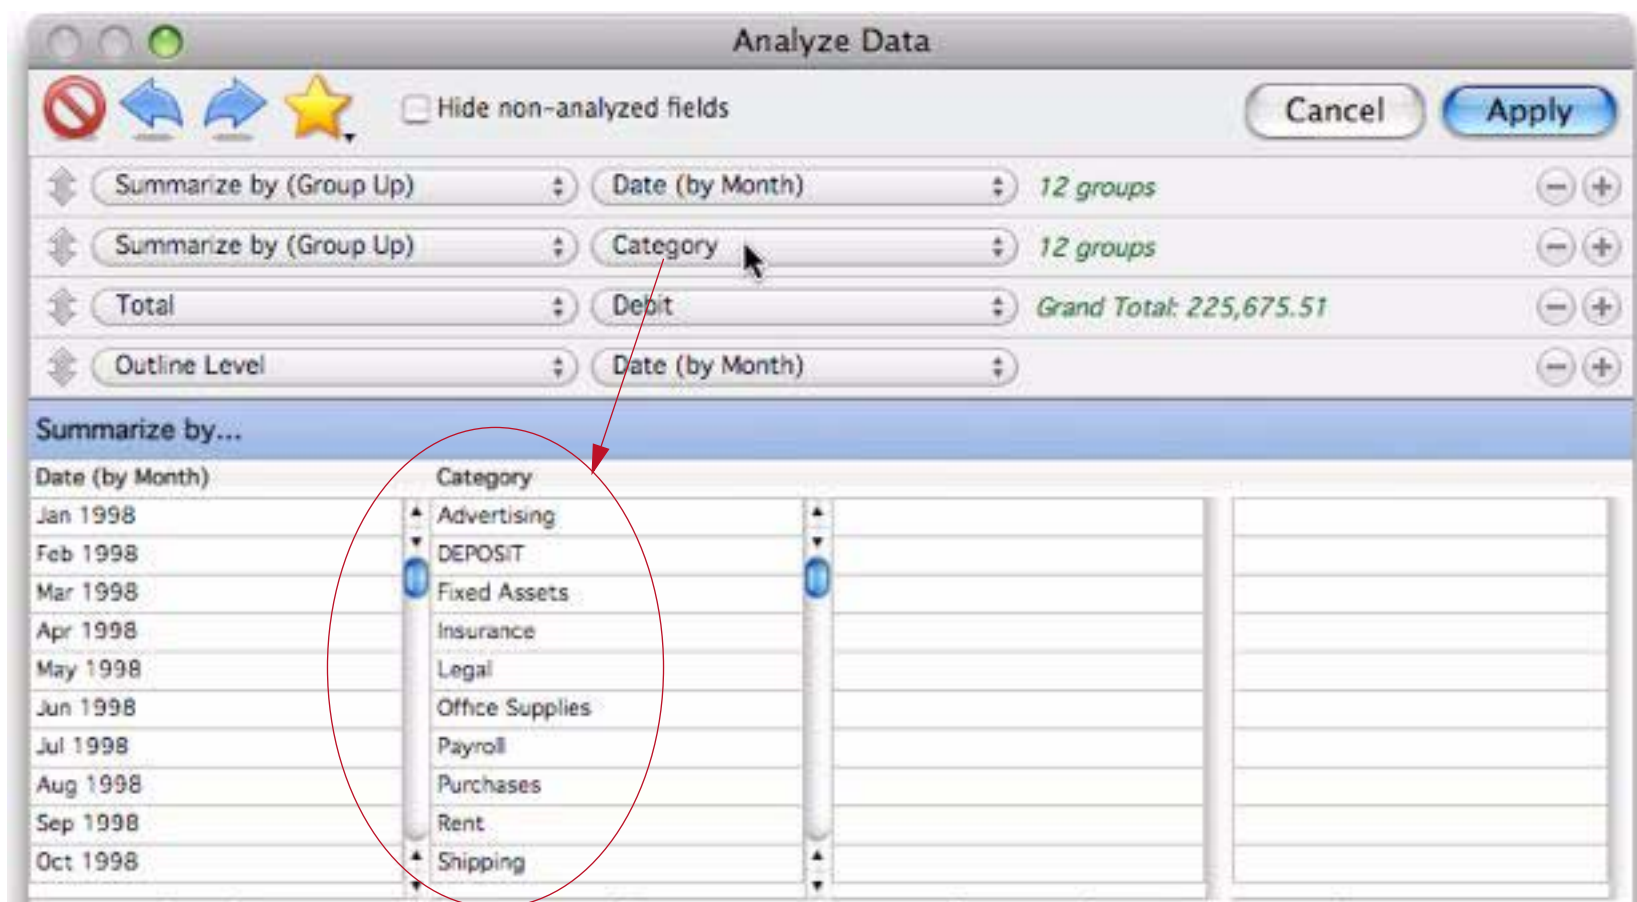 Analyze Data
Hide non-analyzed fields Cancel Apply
Summarize by (Group Up) Date (by Month) 12 groups
Summarize by (Group Up) Category 12 groups
Total Debit Grand Total: 225,675.51
Outline Level Date (by Month)
Summarize by...
Date (by Month) Category
Jan 1998 Advertising
Feb 1998 DEPOSIT
Mar 1998 Fixed Assets
Apr 1998 Insurance
May 1998 Legal
Jun 1998 Office Supplies
Jul 1998 Payroll
Aug 1998 Purchases
Sep 1998 Rent
Oct 1998 Shipping